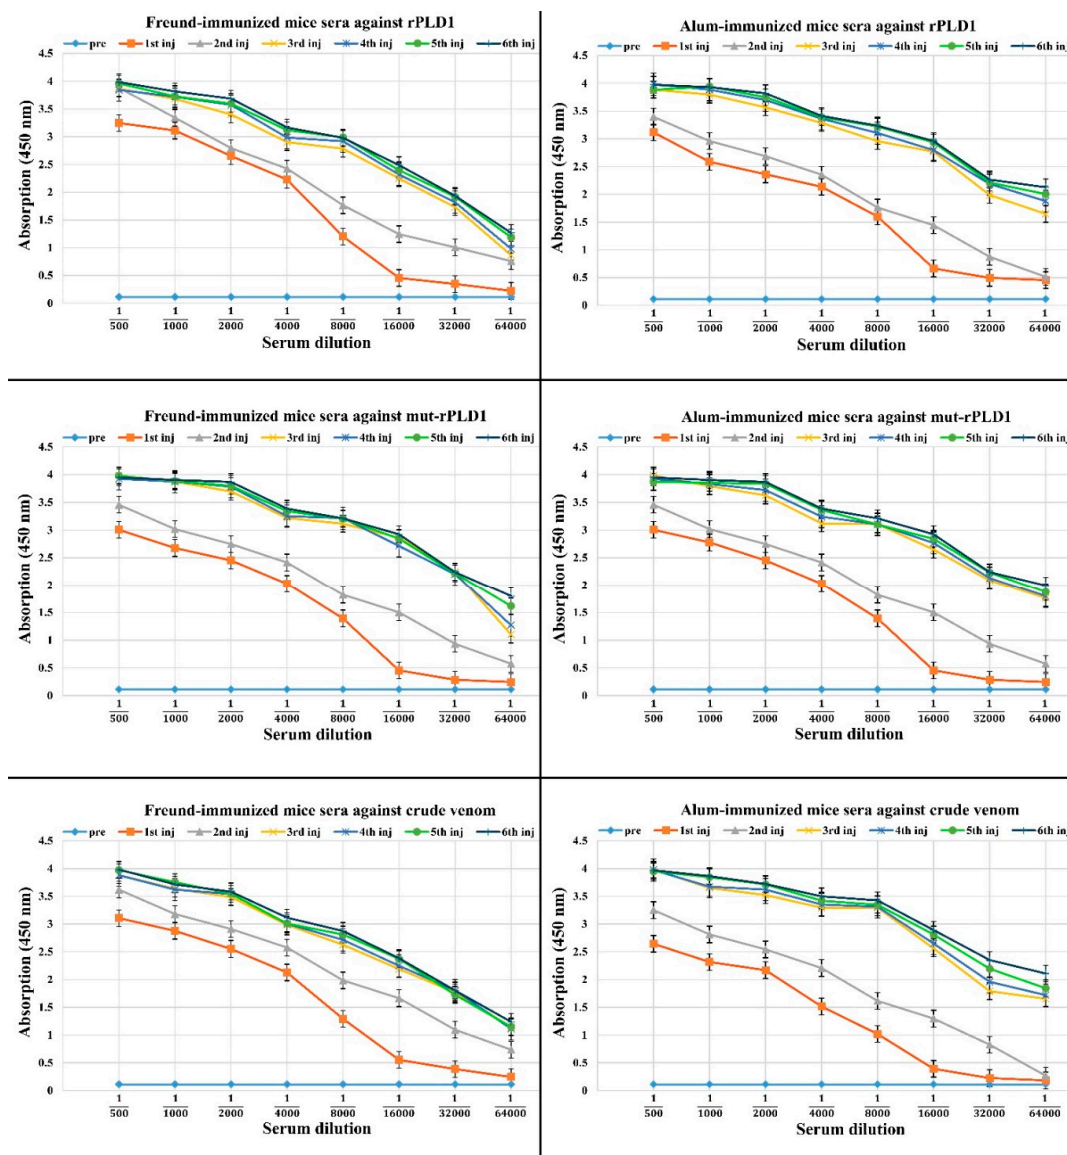 Freund-immunized mice sera against rPLD1
pre 1st inj 2nd inj 3rd inj 4th inj 5th inj 6th inj
Absorption (450 nm)
4.5
4
3.5
3
2.5
2
1.5
1
0.5
0
1 1 1 1 1 1 1 1
500 1000 2000 4000 8000 16000 32000 64000
Serum dilution
Alum-immunized mice sera against rPLD1
pre 1st inj 2nd inj 3rd inj 4th inj 5th inj 6th inj
Absorption (450 nm)
4.5
4
3.5
3
2.5
2
1.5
1
0.5
0
1 1 1 1 1 1 1 1
500 1000 2000 4000 8000 16000 32000 64000
Serum dilution
Freund-immunized mice sera against mut-rPLD1
pre 1st inj 2nd inj 3rd inj 4th inj 5th inj 6th inj
Absorption (450 nm)
4.5
4
3.5
3
2.5
2
1.5
1
0.5
0
1 1 1 1 1 1 1 1
500 1000 2000 4000 8000 16000 32000 64000
Serum dilution
Alum-immunized mice sera against mut-rPLD1
pre 1st inj 2nd inj 3rd inj 4th inj 5th inj 6th inj
Absorption (450 nm)
4.5
4
3.5
3
2.5
2
1.5
1
0.5
0
1 1 1 1 1 1 1 1
500 1000 2000 4000 8000 16000 32000 64000
Serum dilution
Freund-immunized mice sera against crude venom
pre 1st inj 2nd inj 3rd inj 4th inj 5th inj 6th inj
Absorption (450 nm)
4.5
4
3.5
3
2.5
2
1.5
1
0.5
0
1 1 1 1 1 1 1 1
500 1000 2000 4000 8000 16000 32000 64000
Serum dilution
Alum-immunized mice sera against crude venom
pre 1st inj 2nd inj 3rd inj 4th inj 5th inj 6th inj
Absorption (450 nm)
4.5
4
3.5
3
2.5
2
1.5
1
0.5
0
1 1 1 1 1 1 1 1
500 1000 2000 4000 8000 16000 32000 64000
Serum dilution